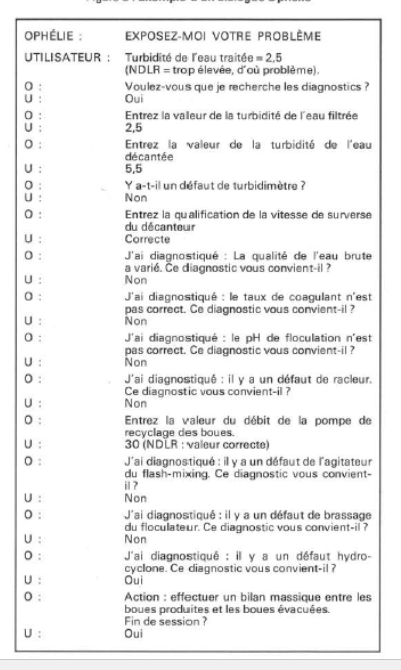 OPHÉLIE : EXPOSEZ-MOI VOTRE PROBLÈME
UTILISATEUR : Turbidité de l'eau traitée = 2,5
(NDLR = trop élevée, d'où problème).
O : Voulez-vous que je recherche les diagnostics ?
U : Oui
O : Entrez la valeur de la turbidité de l'eau filtrée
U : 2,5
O : Entrez la valeur de la turbidité de l'eau
décantée
U : 5,5
O : Y a-t-il un défaut de turbidimètre ?
U : Non
O : Entrez la qualification de la vitesse de surverse
du décanteur
U : Correcte
O : J'ai diagnostiqué : La qualité de l'eau brute
a varié. Ce diagnostic vous convient-il ?
U : Non
O : J'ai diagnostiqué : le taux de coagulant n'est
pas correct. Ce diagnostic vous convient-il ?
U : Non
O : J'ai diagnostiqué : le pH de floculation n'est
pas correct. Ce diagnostic vous convient-il ?
U : Non
O : J'ai diagnostiqué : il y a un défaut de racleur.
Ce diagnostic vous convient-il ?
U : Non
O : Entrez la valeur du débit de la pompe de
recyclage des boues.
U : 30 (NDLR : valeur correcte)
O : J'ai diagnostiqué : il y a un défaut de l'agitateur
du flash-mixing. Ce diagnostic vous convient-
il ?
U : Non
O : J'ai diagnostiqué : il y a un défaut de brassage
du floculateur. Ce diagnostic vous convient-il ?
U : Non
O : J'ai diagnostiqué : il y a un défaut hydro-
cyclone. Ce diagnostic vous convient-il ?
U : Oui
O : Action : effectuer un bilan massique entre les
boues produites et les boues évacuées.
Fin de session ?
U : Oui